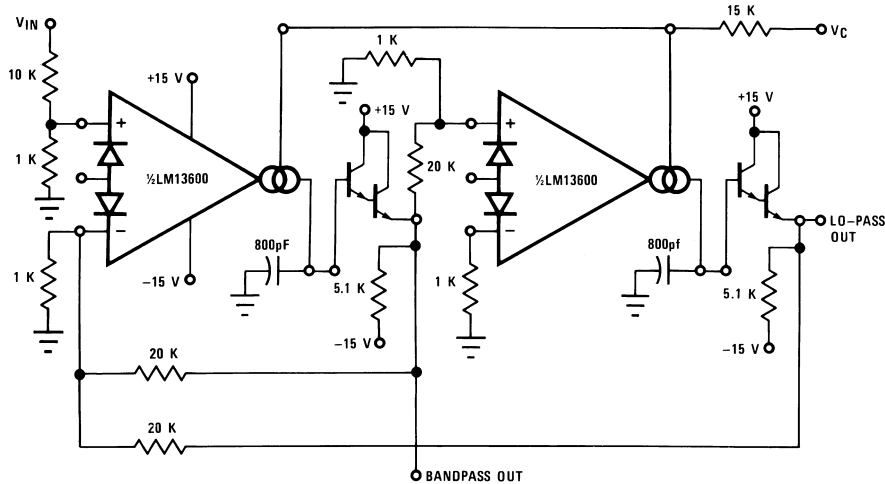 VIN
10 K
+15 V
1 K
+
−
½LM13600
−15 V
1 K
800pF
+15 V
5.1 K
−15 V
20 K
20 K
BANDPASS OUT
1 K
20 K
+
−
½LM13600
1 K
15 K
VC
800pf
+15 V
5.1 K
−15 V
LO-PASS
OUT